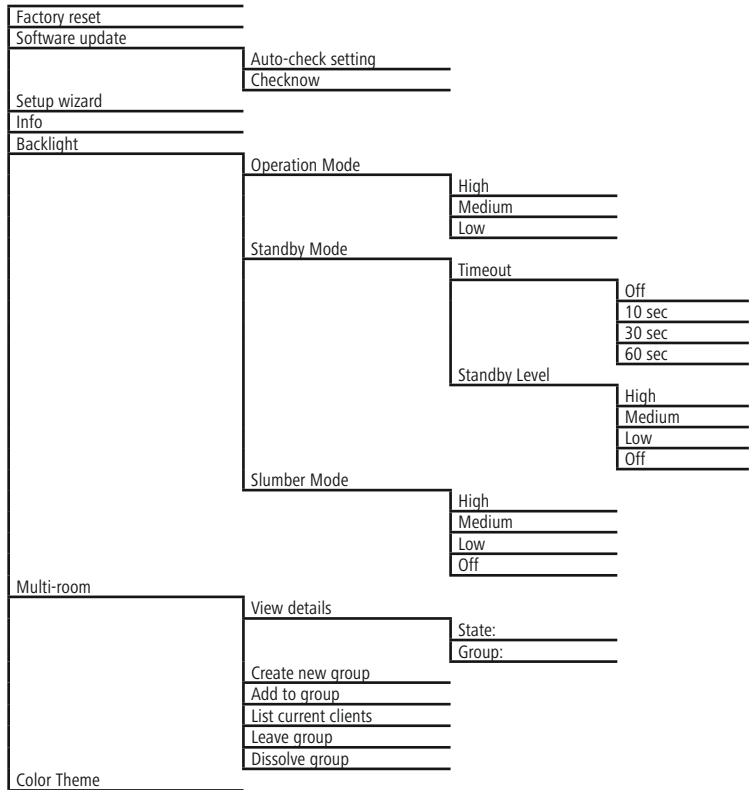 Factory reset
Software update
Auto-check setting
Checknow
Setup wizard
Info
Backlight
Operation Mode
High
Medium
Low
Standby Mode
Timeout
Off
10 sec
30 sec
60 sec
Standby Level
High
Medium
Low
Off
Slumber Mode
High
Medium
Low
Off
Multi-room
View details
State:
Group:
Create new group
Add to group
List current clients
Leave group
Dissolve group
Color Theme